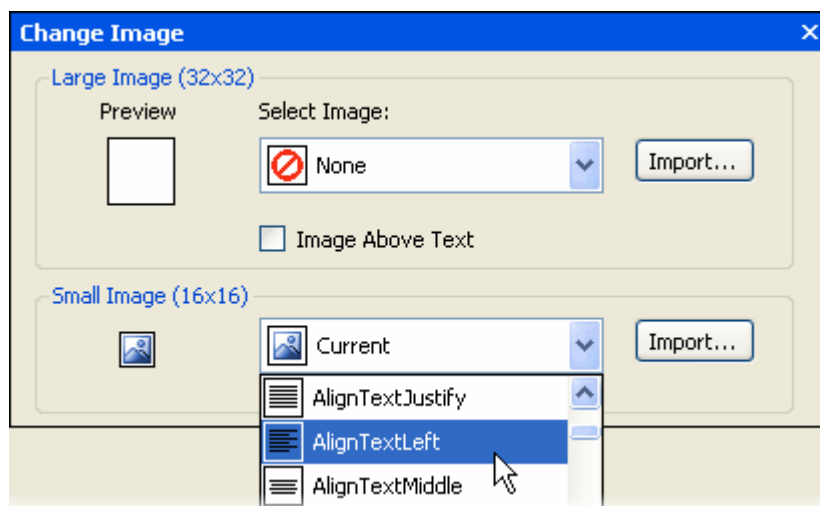 Change Image
Large Image (32x32)
Preview
Select Image:
None
Import...
Image Above Text
Small Image (16x16)
Current
Import...
AlignTextJustify
AlignTextLeft
AlignTextMiddle